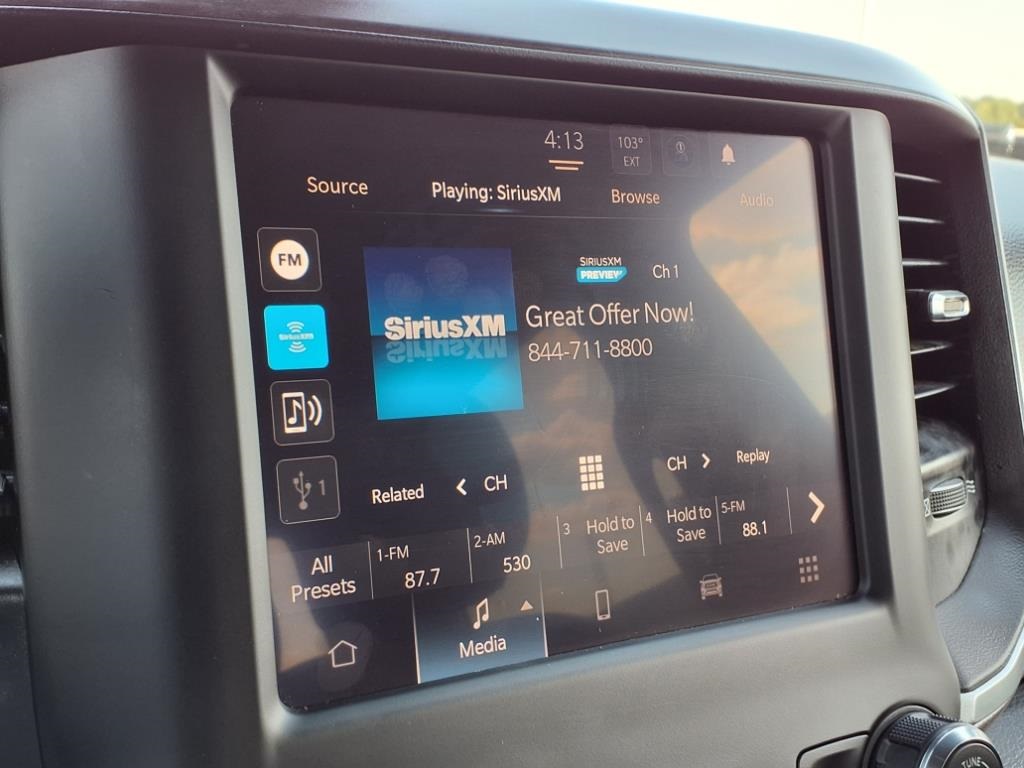 4:13
103°
EXT
Source
Playing: SiriusXM
Browse
Audio
FM
SiriusXM
SIRIUSXM
PREVIEW
Ch 1
SiriusXM
Great Offer Now!
844-711-8800
1
Related
CH
CH
Replay
All
Presets
1-FM
87.7
2-AM
530
3
Hold to
Save
4
Hold to
Save
5-FM
88.1
Media
TUNE